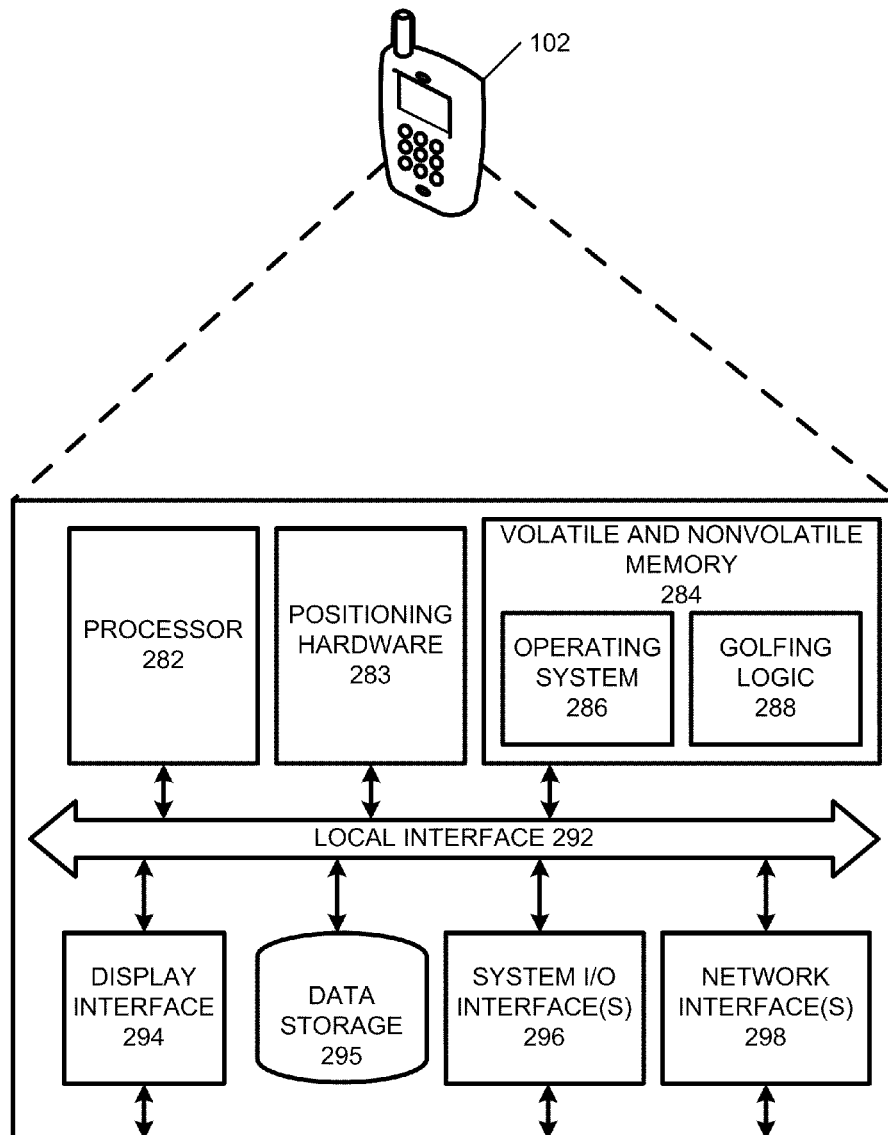 102
PROCESSOR
282
POSITIONING
HARDWARE
283
VOLATILE AND NONVOLATILE
MEMORY
284
OPERATING
SYSTEM
286
GOLFING
LOGIC
288
LOCAL INTERFACE 292
DISPLAY
INTERFACE
294
DATA
STORAGE
295
SYSTEM I/O
INTERFACE(S)
296
NETWORK
INTERFACE(S)
298